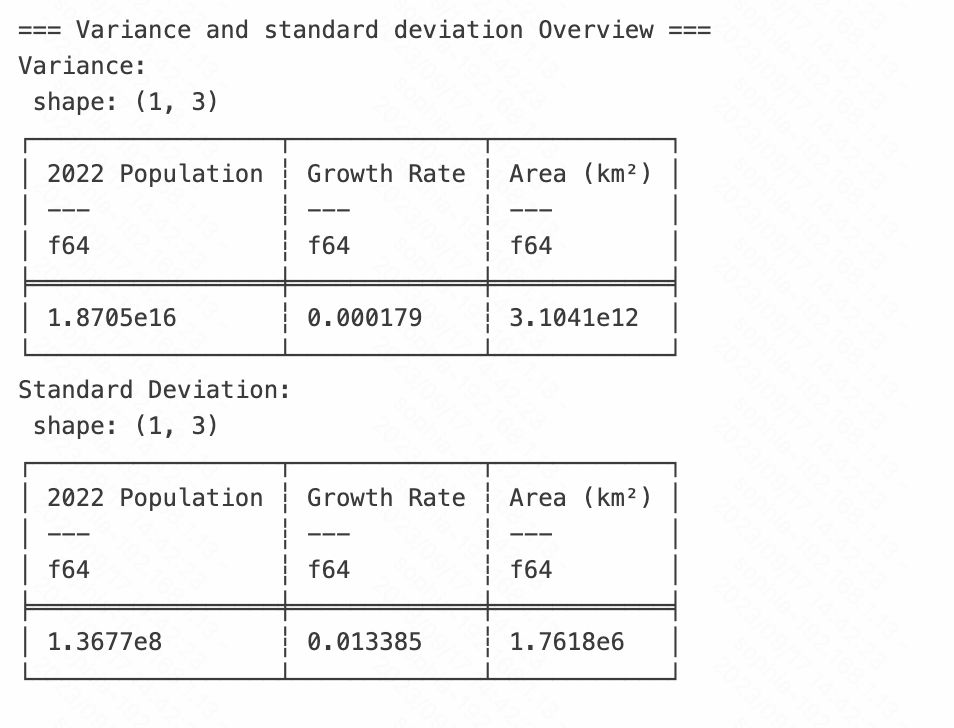 === Variance and standard deviation Overview ===
Variance:
shape: (1, 3)
2022 Population ┆ Growth Rate ┆ Area (km²)
--- ┆ --- ┆ ---
f64 ┆ f64 ┆ f64
1.8705e16 ┆ 0.000179 ┆ 3.1041e12
Standard Deviation:
shape: (1, 3)
2022 Population ┆ Growth Rate ┆ Area (km²)
--- ┆ --- ┆ ---
f64 ┆ f64 ┆ f64
1.3677e8 ┆ 0.013385 ┆ 1.7618e6